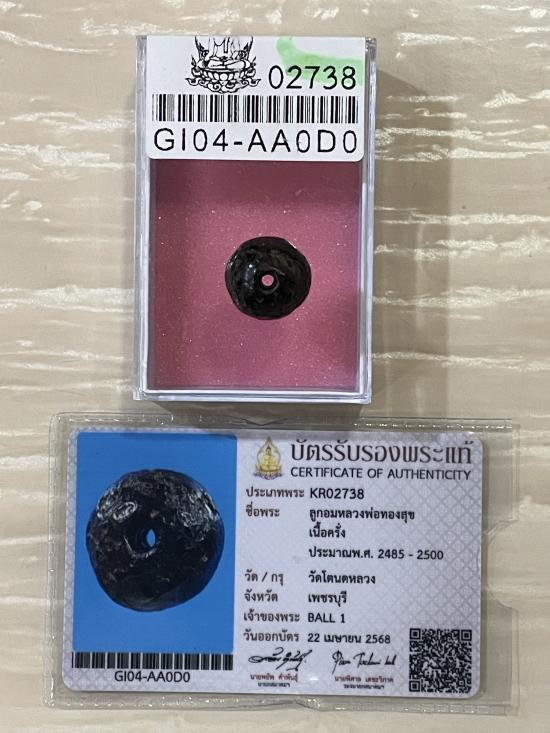 02738
GI04-AA0D0
บัตรรับรองพระแท้
CERTIFICATE OF AUTHENTICITY
ประเภทพระ KR02738
ชื่อพระ ลูกอมหลวงพ่อทองสุข
เนื้อครั่ง
ประมาณพ.ศ. 2485 - 2500
วัด / กรุ วัดโตนดหลวง
จังหวัด เพชรบุรี
เจ้าของพระ BALL 1
วันออกบัตร 22 เมษายน 2568
GI04-AA0D0